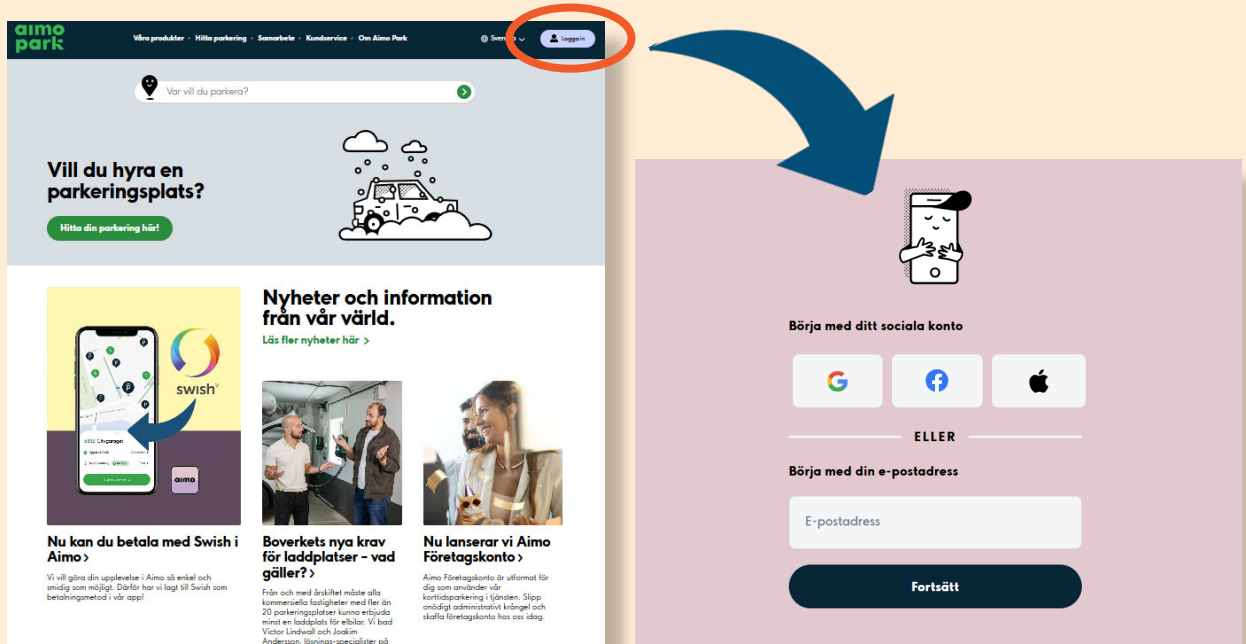 aimo
park
Våra produkter
Hitta parkering
Samarbete
Kundservice
Om Aimo Park
Logga in
Var vill du parkera?
Vill du hyra en
parkeringsplats?
Hitta din parkering här!
Nyheter och information
från vår värld.
Läs fler nyheter här >
swish
5332 Citygaraget
aimo
Nu kan du betala med Swish i
Aimo >
Vi vill göra din upplevelse i Aimo så enkel och
smidig som möjligt. Därför har vi lagt till Swish som
betalningsmetod i vår app!
Boverkets nya krav
för laddplatser – vad
gäller? >
Från och med årskiftet måste alla
kommersiella fastigheter med fler än
20 parkeringsplatser kunna erbjuda
minst en laddplats för elbilar. Vi bad
Victor Lindwall och Joakim
Andersson, lösnings-specialister på
Nu lanserar vi Aimo
Företagskonto >
Aimo Företagskonto är utformat för
dig som använder vår
korttidsparkering i tjänsten. Slipp
onödigt administrativt krångel och
skaffa företagskonto hos oss idag.
Börja med ditt sociala konto
ELLER
Börja med din e-postadress
E-postadress
Fortsätt